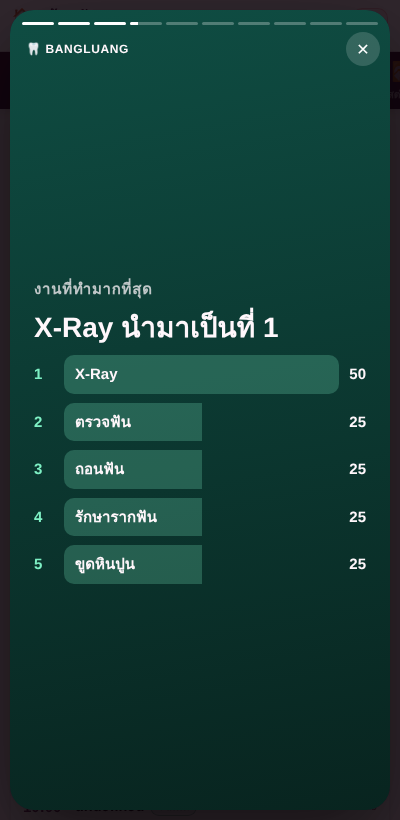 🦷 BANGLUANG
✕
งานที่ทำมากที่สุด
X-Ray นำมาเป็นที่ 1
1 X-Ray 50
2 ตรวจฟัน 25
3 ถอนฟัน 25
4 รักษารากฟัน 25
5 ขูดหินปูน 25